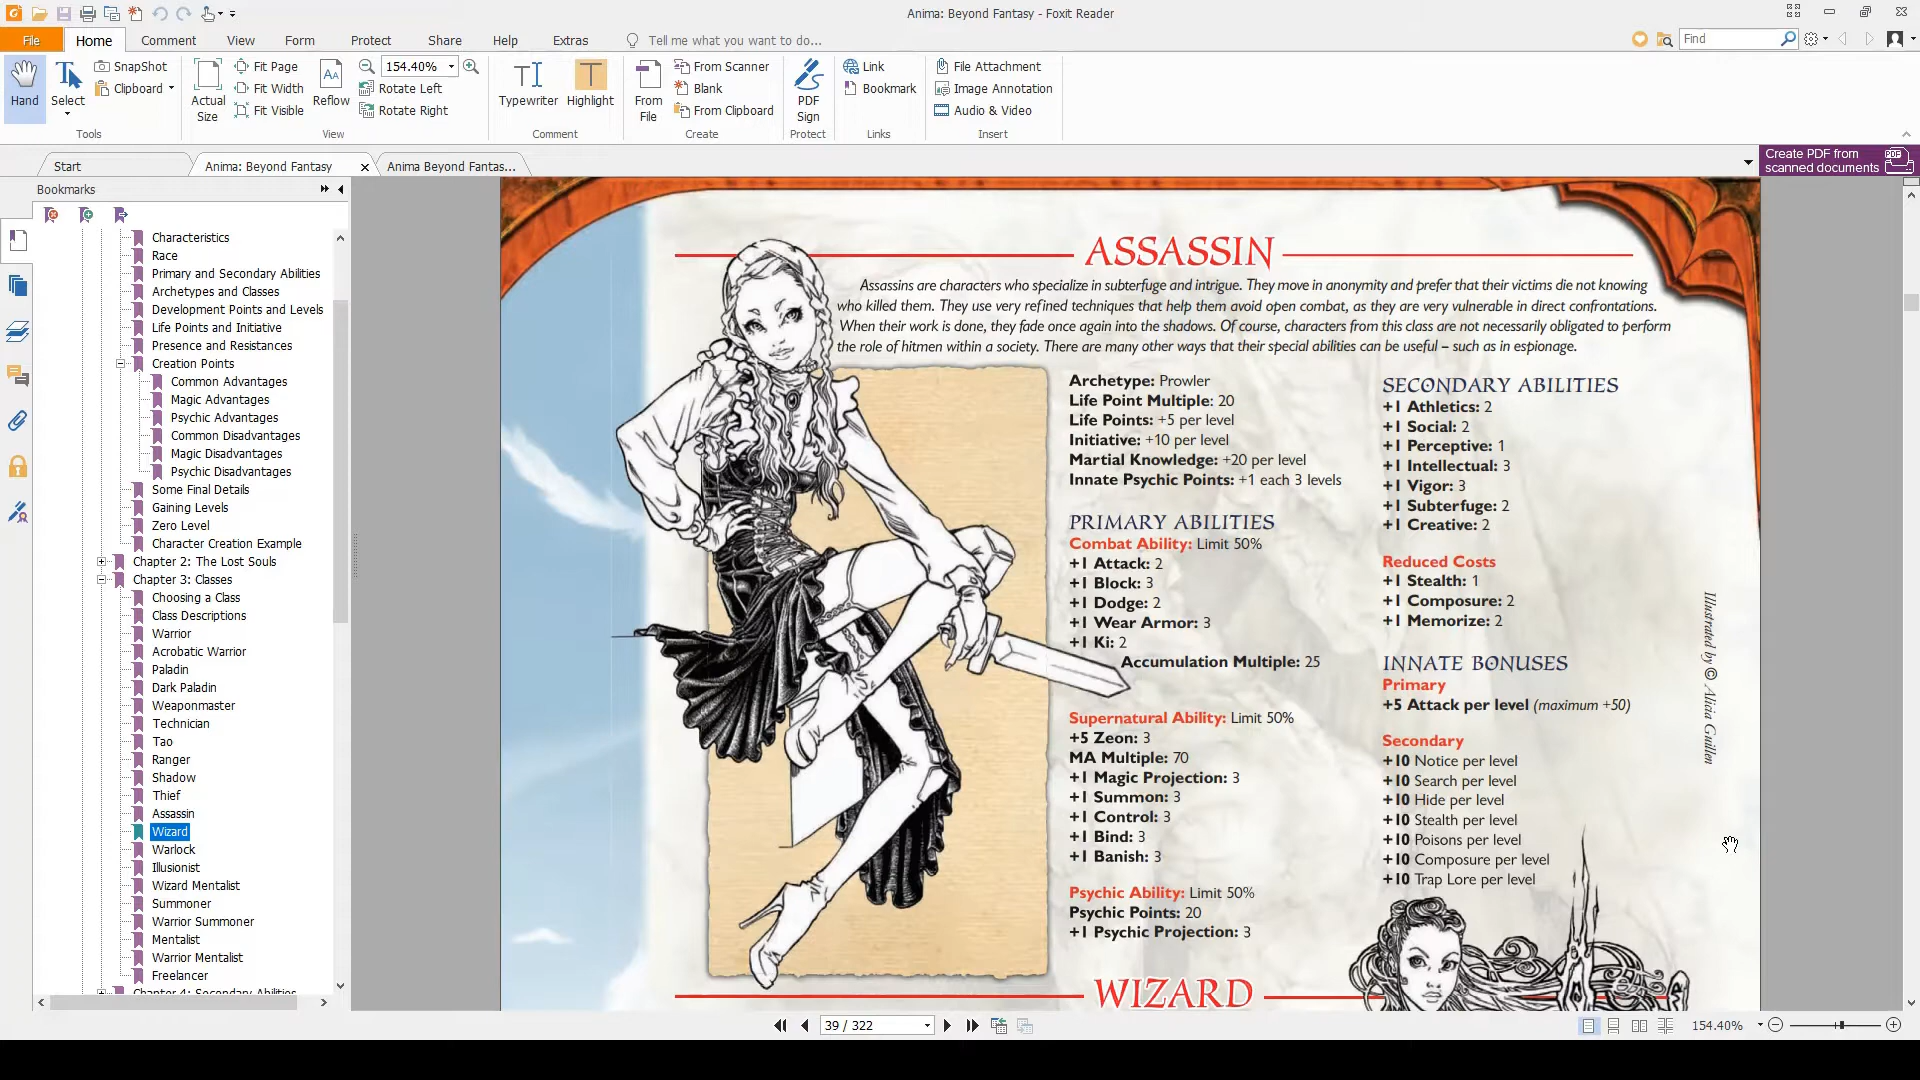 Anima: Beyond Fantasy - Foxit Reader
File
Home
Comment
View
Form
Protect
Share
Help
Extras
Tell me what you want to do...
Find
Hand
Select
SnapShot
Clipboard
Tools
Actual Size
Fit Page
Fit Width
Fit Visible
Reflow
154.40%
Rotate Left
Rotate Right
View
Typewriter
Highlight
Comment
From File
From Scanner
Blank
From Clipboard
Create
PDF Sign
Protect
Link
Bookmark
Links
File Attachment
Image Annotation
Audio & Video
Insert
Start
Anima: Beyond Fantasy
Anima Beyond Fantas...
Create PDF from
scanned documents
PDF
Bookmarks
Characteristics
Race
Primary and Secondary Abilities
Archetypes and Classes
Development Points and Levels
Life Points and Initiative
Presence and Resistances
Creation Points
Common Advantages
Magic Advantages
Psychic Advantages
Common Disadvantages
Magic Disadvantages
Psychic Disadvantages
Some Final Details
Gaining Levels
Zero Level
Character Creation Example
Chapter 2: The Lost Souls
Chapter 3: Classes
Choosing a Class
Class Descriptions
Warrior
Acrobatic Warrior
Paladin
Dark Paladin
Weaponmaster
Technician
Tao
Ranger
Shadow
Thief
Assassin
Wizard
Warlock
Illusionist
Wizard Mentalist
Summoner
Warrior Summoner
Mentalist
Warrior Mentalist
Freelancer
Chapter 4: Secondary Abilities
ASSASSIN
Assassins are characters who specialize in subterfuge and intrigue. They move in anonymity and prefer that their victims die not knowing
who killed them. They use very refined techniques that help them avoid open combat, as they are very vulnerable in direct confrontations.
When their work is done, they fade once again into the shadows. Of course, characters from this class are not necessarily obligated to perform
the role of hitmen within a society. There are many other ways that their special abilities can be useful – such as in espionage.
Archetype: Prowler
Life Point Multiple: 20
Life Points: +5 per level
Initiative: +10 per level
Martial Knowledge: +20 per level
Innate Psychic Points: +1 each 3 levels
PRIMARY ABILITIES
Combat Ability: Limit 50%
+1 Attack: 2
+1 Block: 3
+1 Dodge: 2
+1 Wear Armor: 3
+1 Ki: 2
Accumulation Multiple: 25
Supernatural Ability: Limit 50%
+5 Zeon: 3
MA Multiple: 70
+1 Magic Projection: 3
+1 Summon: 3
+1 Control: 3
+1 Bind: 3
+1 Banish: 3
Psychic Ability: Limit 50%
Psychic Points: 20
+1 Psychic Projection: 3
SECONDARY ABILITIES
+1 Athletics: 2
+1 Social: 2
+1 Perceptive: 1
+1 Intellectual: 3
+1 Vigor: 3
+1 Subterfuge: 2
+1 Creative: 2
Reduced Costs
+1 Stealth: 1
+1 Composure: 2
+1 Memorize: 2
INNATE BONUSES
Primary
+5 Attack per level (maximum +50)
Secondary
+10 Notice per level
+10 Search per level
+10 Hide per level
+10 Stealth per level
+10 Poisons per level
+10 Composure per level
+10 Trap Lore per level
Illustrated by © Alicia Guillen
WIZARD
39 / 322
154.40%